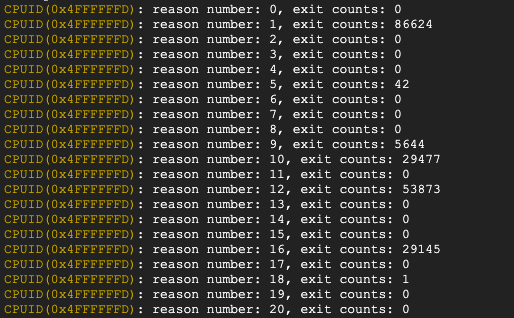 CPUID(0x4FFFFFFD): reason number: 0, exit counts: 0
CPUID(0x4FFFFFFD): reason number: 1, exit counts: 86624
CPUID(0x4FFFFFFD): reason number: 2, exit counts: 0
CPUID(0x4FFFFFFD): reason number: 3, exit counts: 0
CPUID(0x4FFFFFFD): reason number: 4, exit counts: 0
CPUID(0x4FFFFFFD): reason number: 5, exit counts: 42
CPUID(0x4FFFFFFD): reason number: 6, exit counts: 0
CPUID(0x4FFFFFFD): reason number: 7, exit counts: 0
CPUID(0x4FFFFFFD): reason number: 8, exit counts: 0
CPUID(0x4FFFFFFD): reason number: 9, exit counts: 5644
CPUID(0x4FFFFFFD): reason number: 10, exit counts: 29477
CPUID(0x4FFFFFFD): reason number: 11, exit counts: 0
CPUID(0x4FFFFFFD): reason number: 12, exit counts: 53873
CPUID(0x4FFFFFFD): reason number: 13, exit counts: 0
CPUID(0x4FFFFFFD): reason number: 14, exit counts: 0
CPUID(0x4FFFFFFD): reason number: 15, exit counts: 0
CPUID(0x4FFFFFFD): reason number: 16, exit counts: 29145
CPUID(0x4FFFFFFD): reason number: 17, exit counts: 0
CPUID(0x4FFFFFFD): reason number: 18, exit counts: 1
CPUID(0x4FFFFFFD): reason number: 19, exit counts: 0
CPUID(0x4FFFFFFD): reason number: 20, exit counts: 0